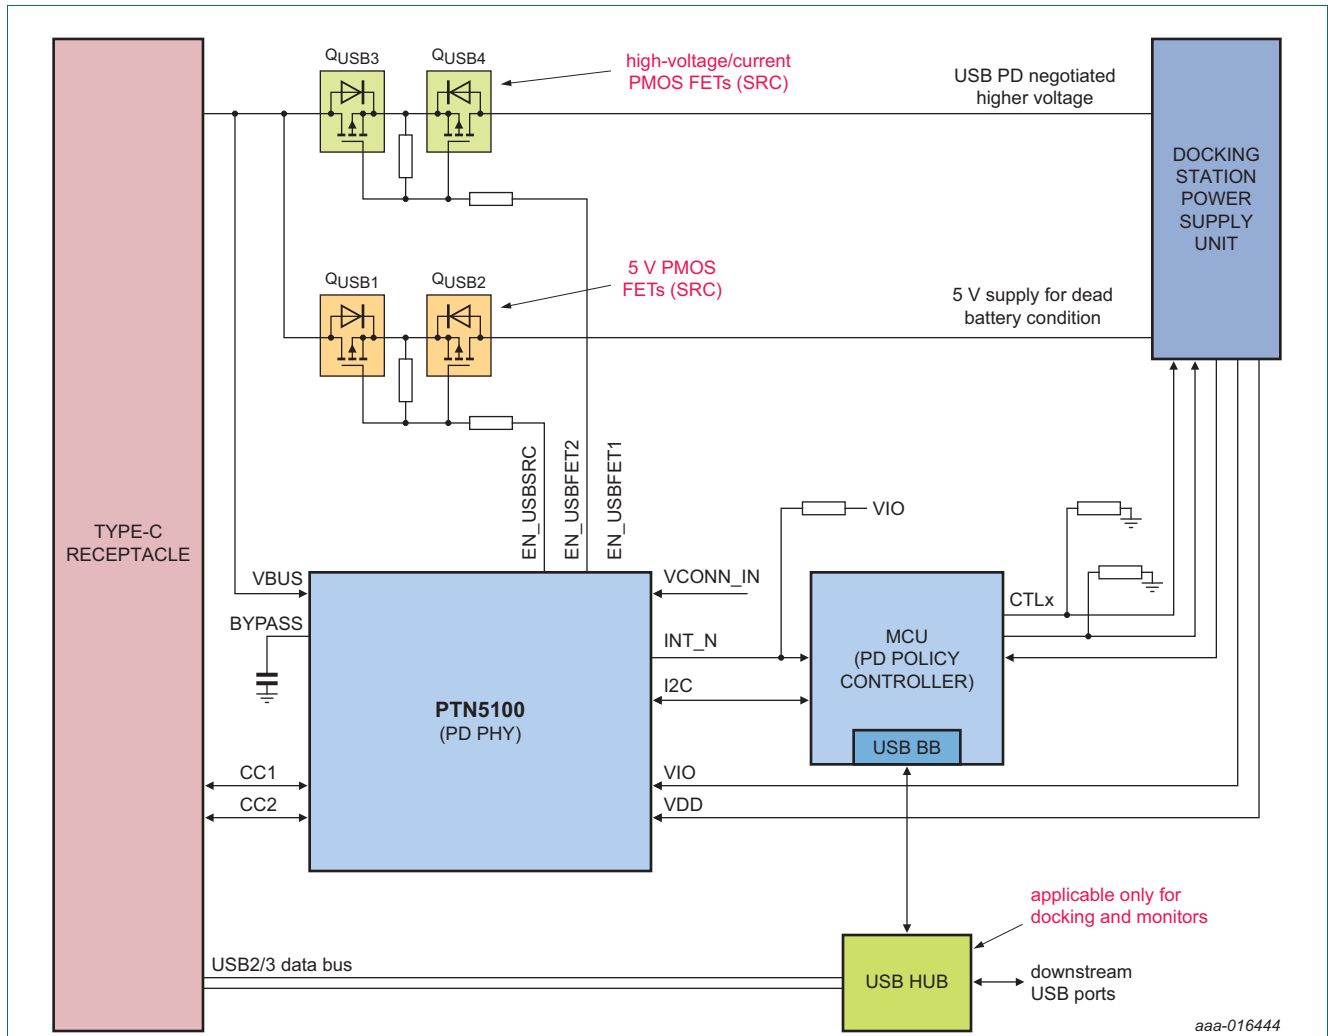 QUSB3
QUSB4
high-voltage/current
PMOS FETs (SRC)
USB PD negotiated
higher voltage
DOCKING
STATION
POWER
SUPPLY
UNIT
QUSB1
QUSB2
5 V PMOS
FETs (SRC)
5 V supply for dead
battery condition
EN_USBSRC
EN_USBFET2
EN_USBFET1
TYPE-C
RECEPTACLE
VIO
VBUS
VCONN_IN
CTLx
BYPASS
INT_N
MCU
(PD POLICY
CONTROLLER)
I2C
PTN5100
(PD PHY)
USB BB
CC1
VIO
CC2
VDD
applicable only for
docking and monitors
USB2/3 data bus
USB HUB
downstream
USB ports
aaa-016444